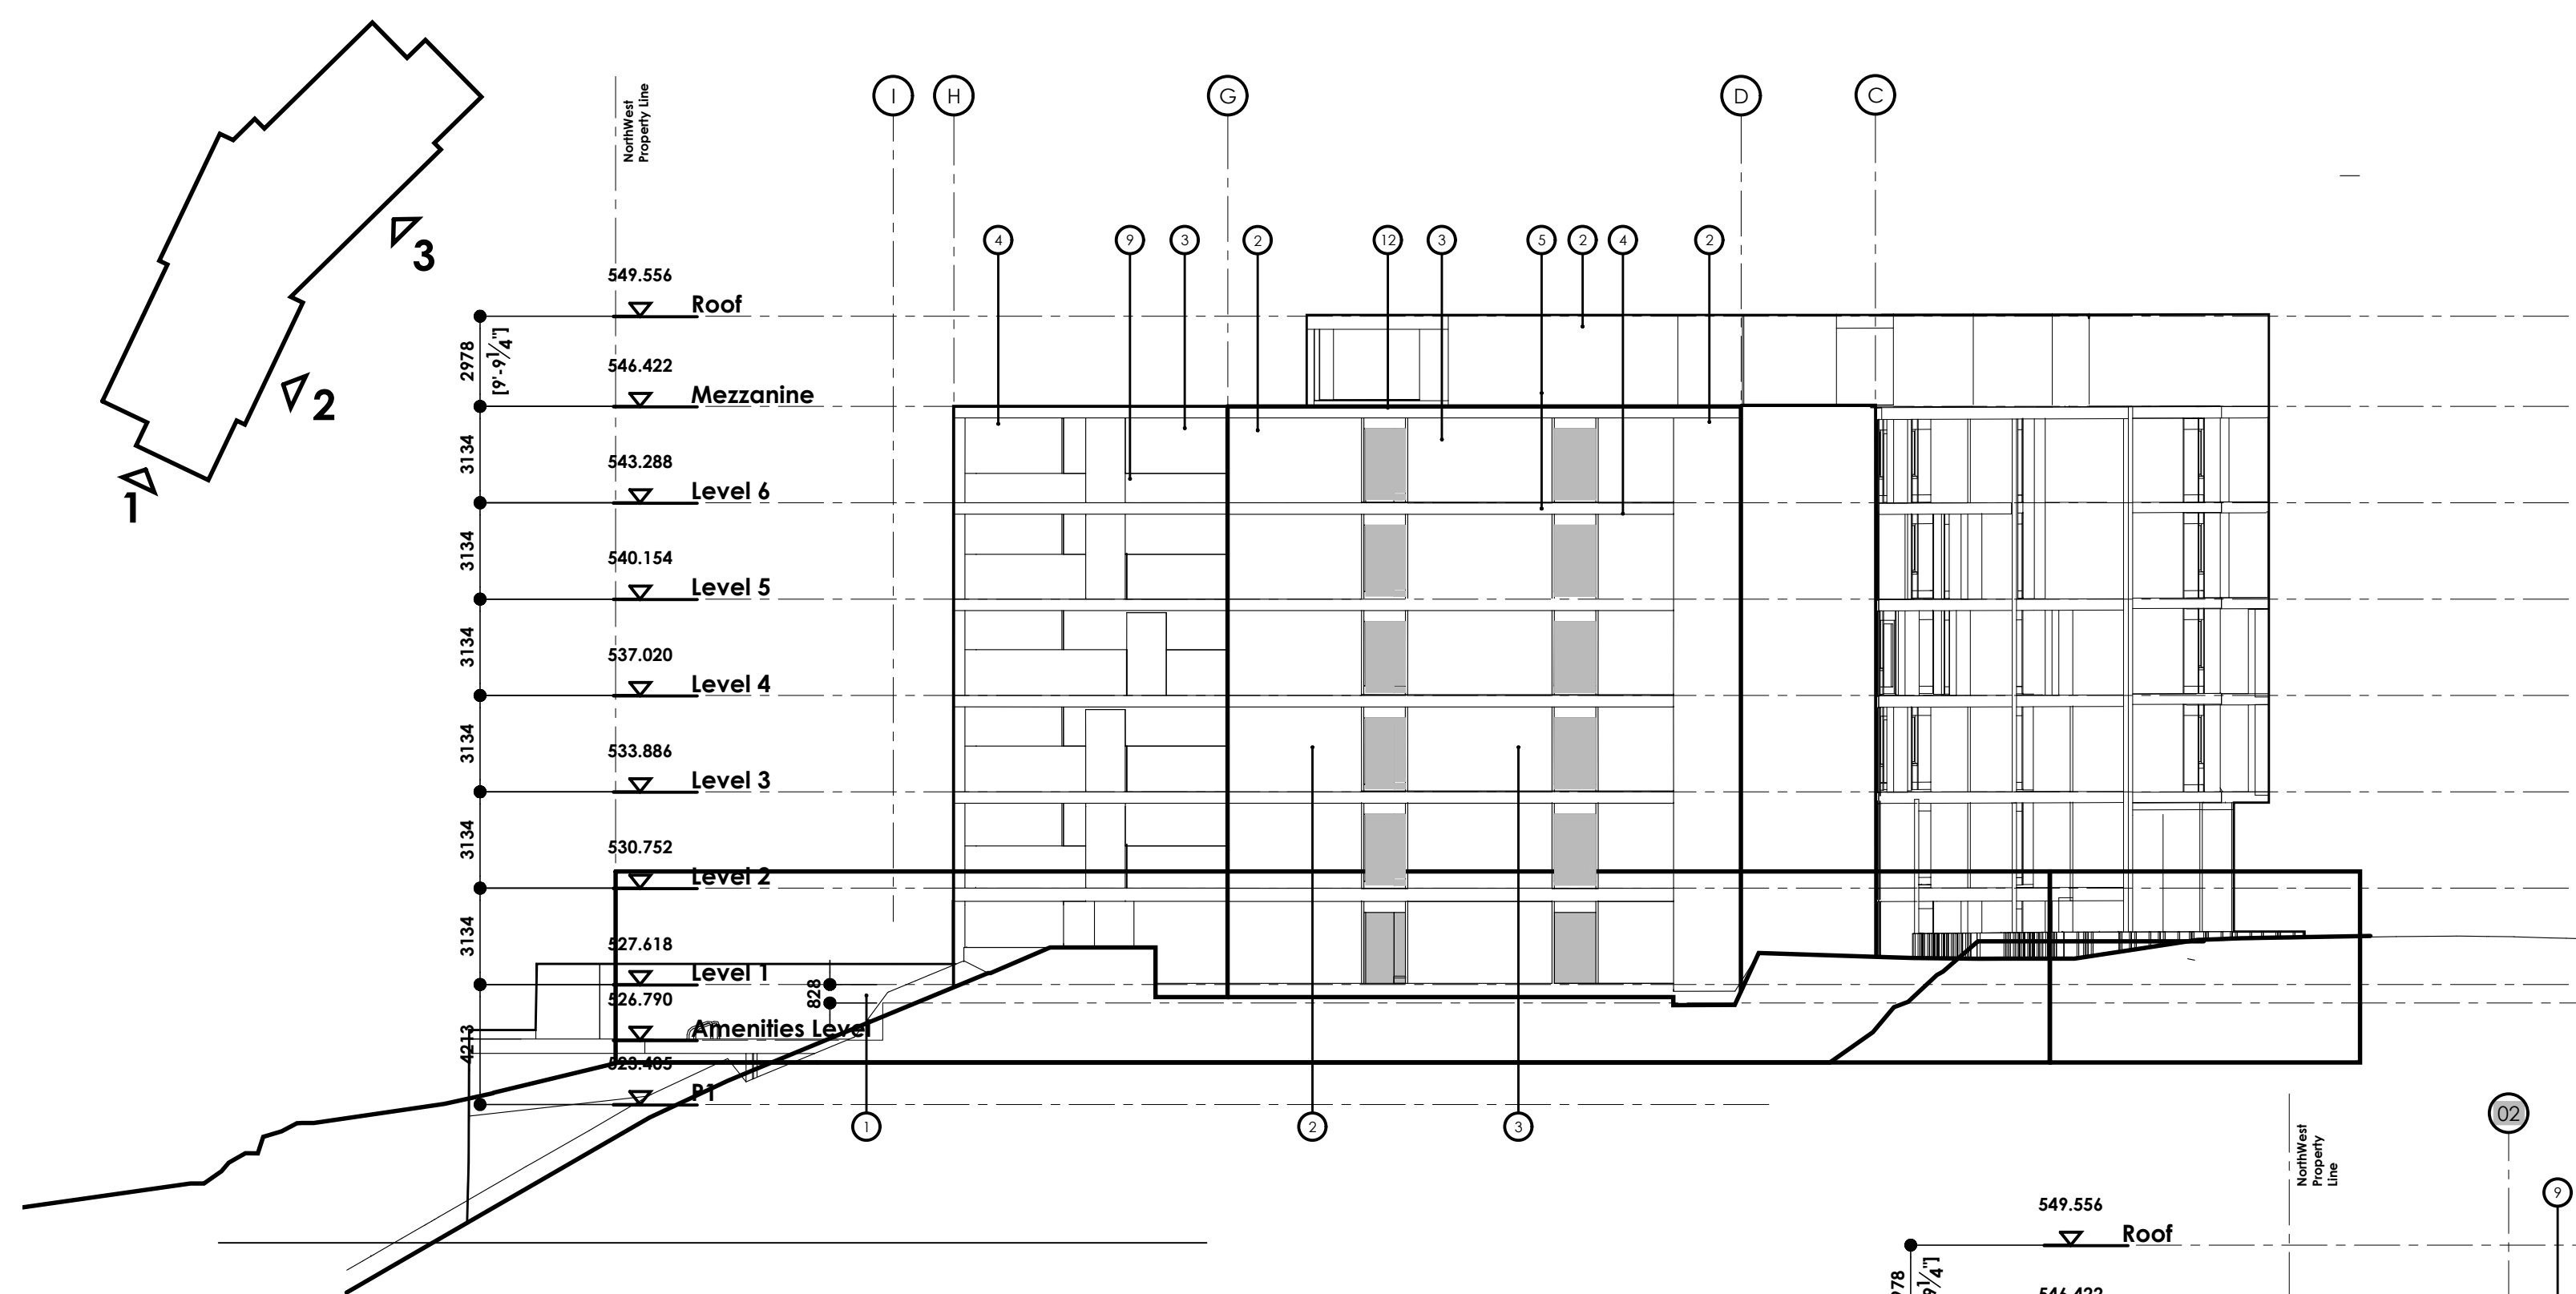 I
H
G
D
C
NorthWest
Property Line
4
9
3
2
12
3
5
2
4
2
3
2
1
549.556
Roof
2978
[9'-9 1/4"]
546.422
Mezzanine
3134
543.288
Level 6
3134
540.154
Level 5
3134
537.020
Level 4
3134
533.886
Level 3
3134
530.752
Level 2
3134
527.618
Level 1
828
526.790
Amenities Level
4213
523.405
P1
1
2
3
02
NorthWest
Property
Line
9
549.556
Roof